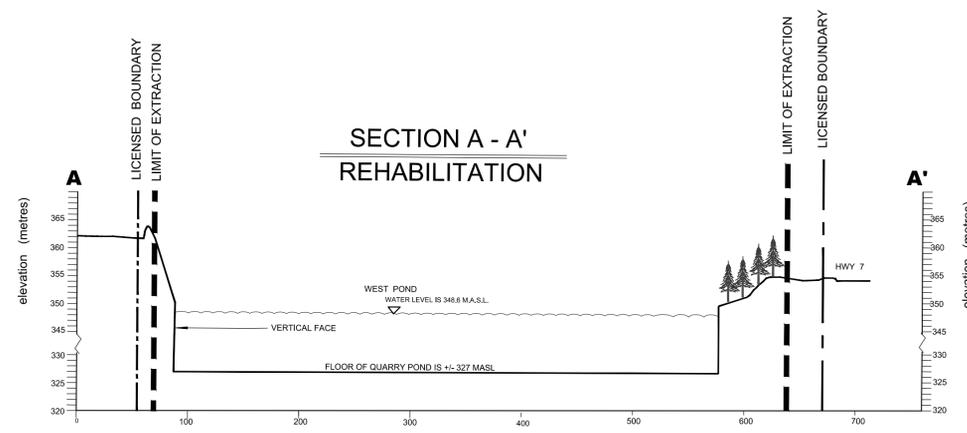 SECTION A - A'
REHABILITATION
A
LICENSED BOUNDARY
LIMIT OF EXTRACTION
LIMIT OF EXTRACTION
LICENSED BOUNDARY
A'
elevation (metres)
365
360
355
350
345
330
325
320
WEST POND
WATER LEVEL IS 348.6 M.A.S.L.
VERTICAL FACE
FLOOR OF QUARRY POND IS +/- 327 MASL
HWY 7
365
360
355
350
345
330
325
320
elevation (metres)
0
100
200
300
400
500
600
700